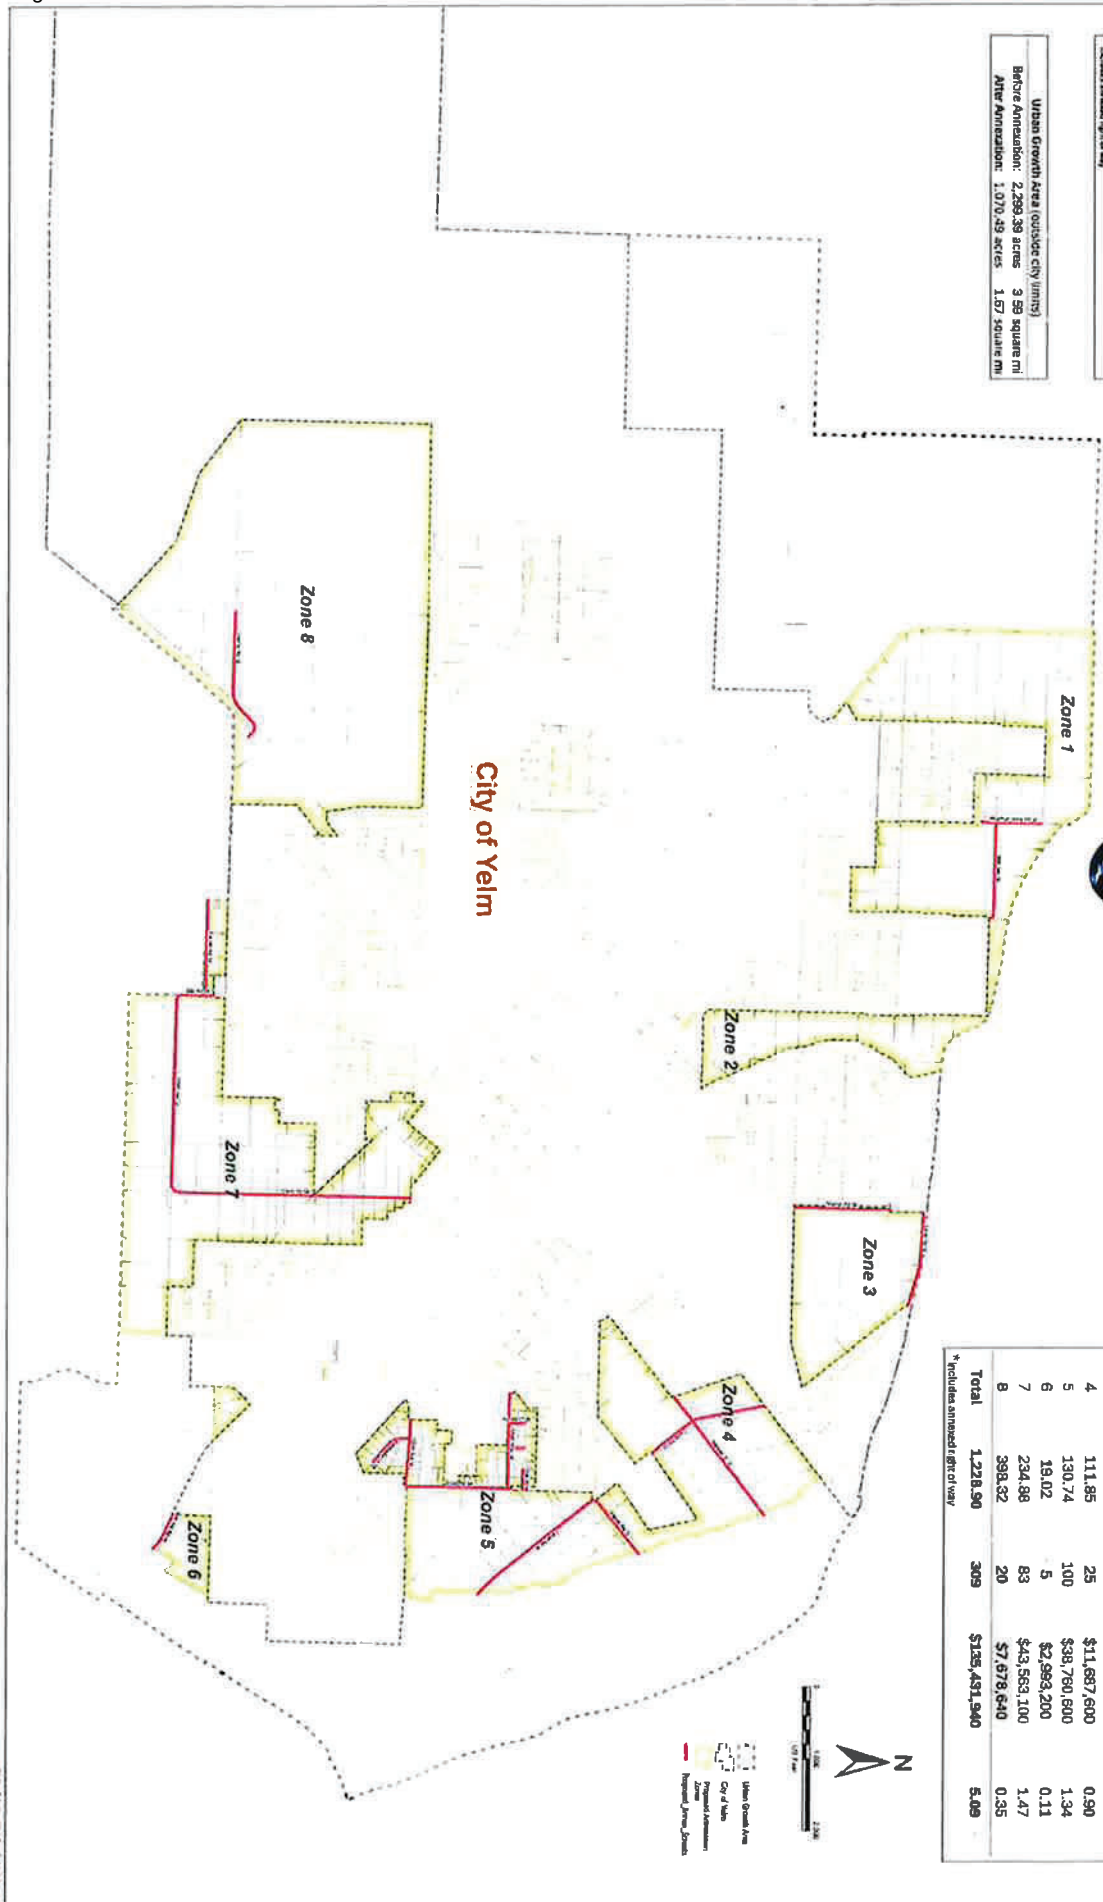 Urban Growth Area (outside city limits)
Before Annexation: 2,299.39 acres 3.59 square mi
After Annexation: 1,070.49 acres 1.67 square mi
4 111.85 25 $11,687,600 0.90
5 130.74 100 $38,760,600 1.34
6 19.02 5 $2,993,200 0.11
7 234.88 83 $43,563,100 1.47
8 398.32 20 $7,678,640 0.35
Total 1,228.90 309 $135,431,940 5.09
*Includes annexed right of way
Zone 1
Zone 2
Zone 3
Zone 4
Zone 5
Zone 6
Zone 7
Zone 8
City of Yelm
N
US Feet
Urban Growth Area
City of Yelm
Proposed Annexation
Zones
Proposed_Annex_Streets